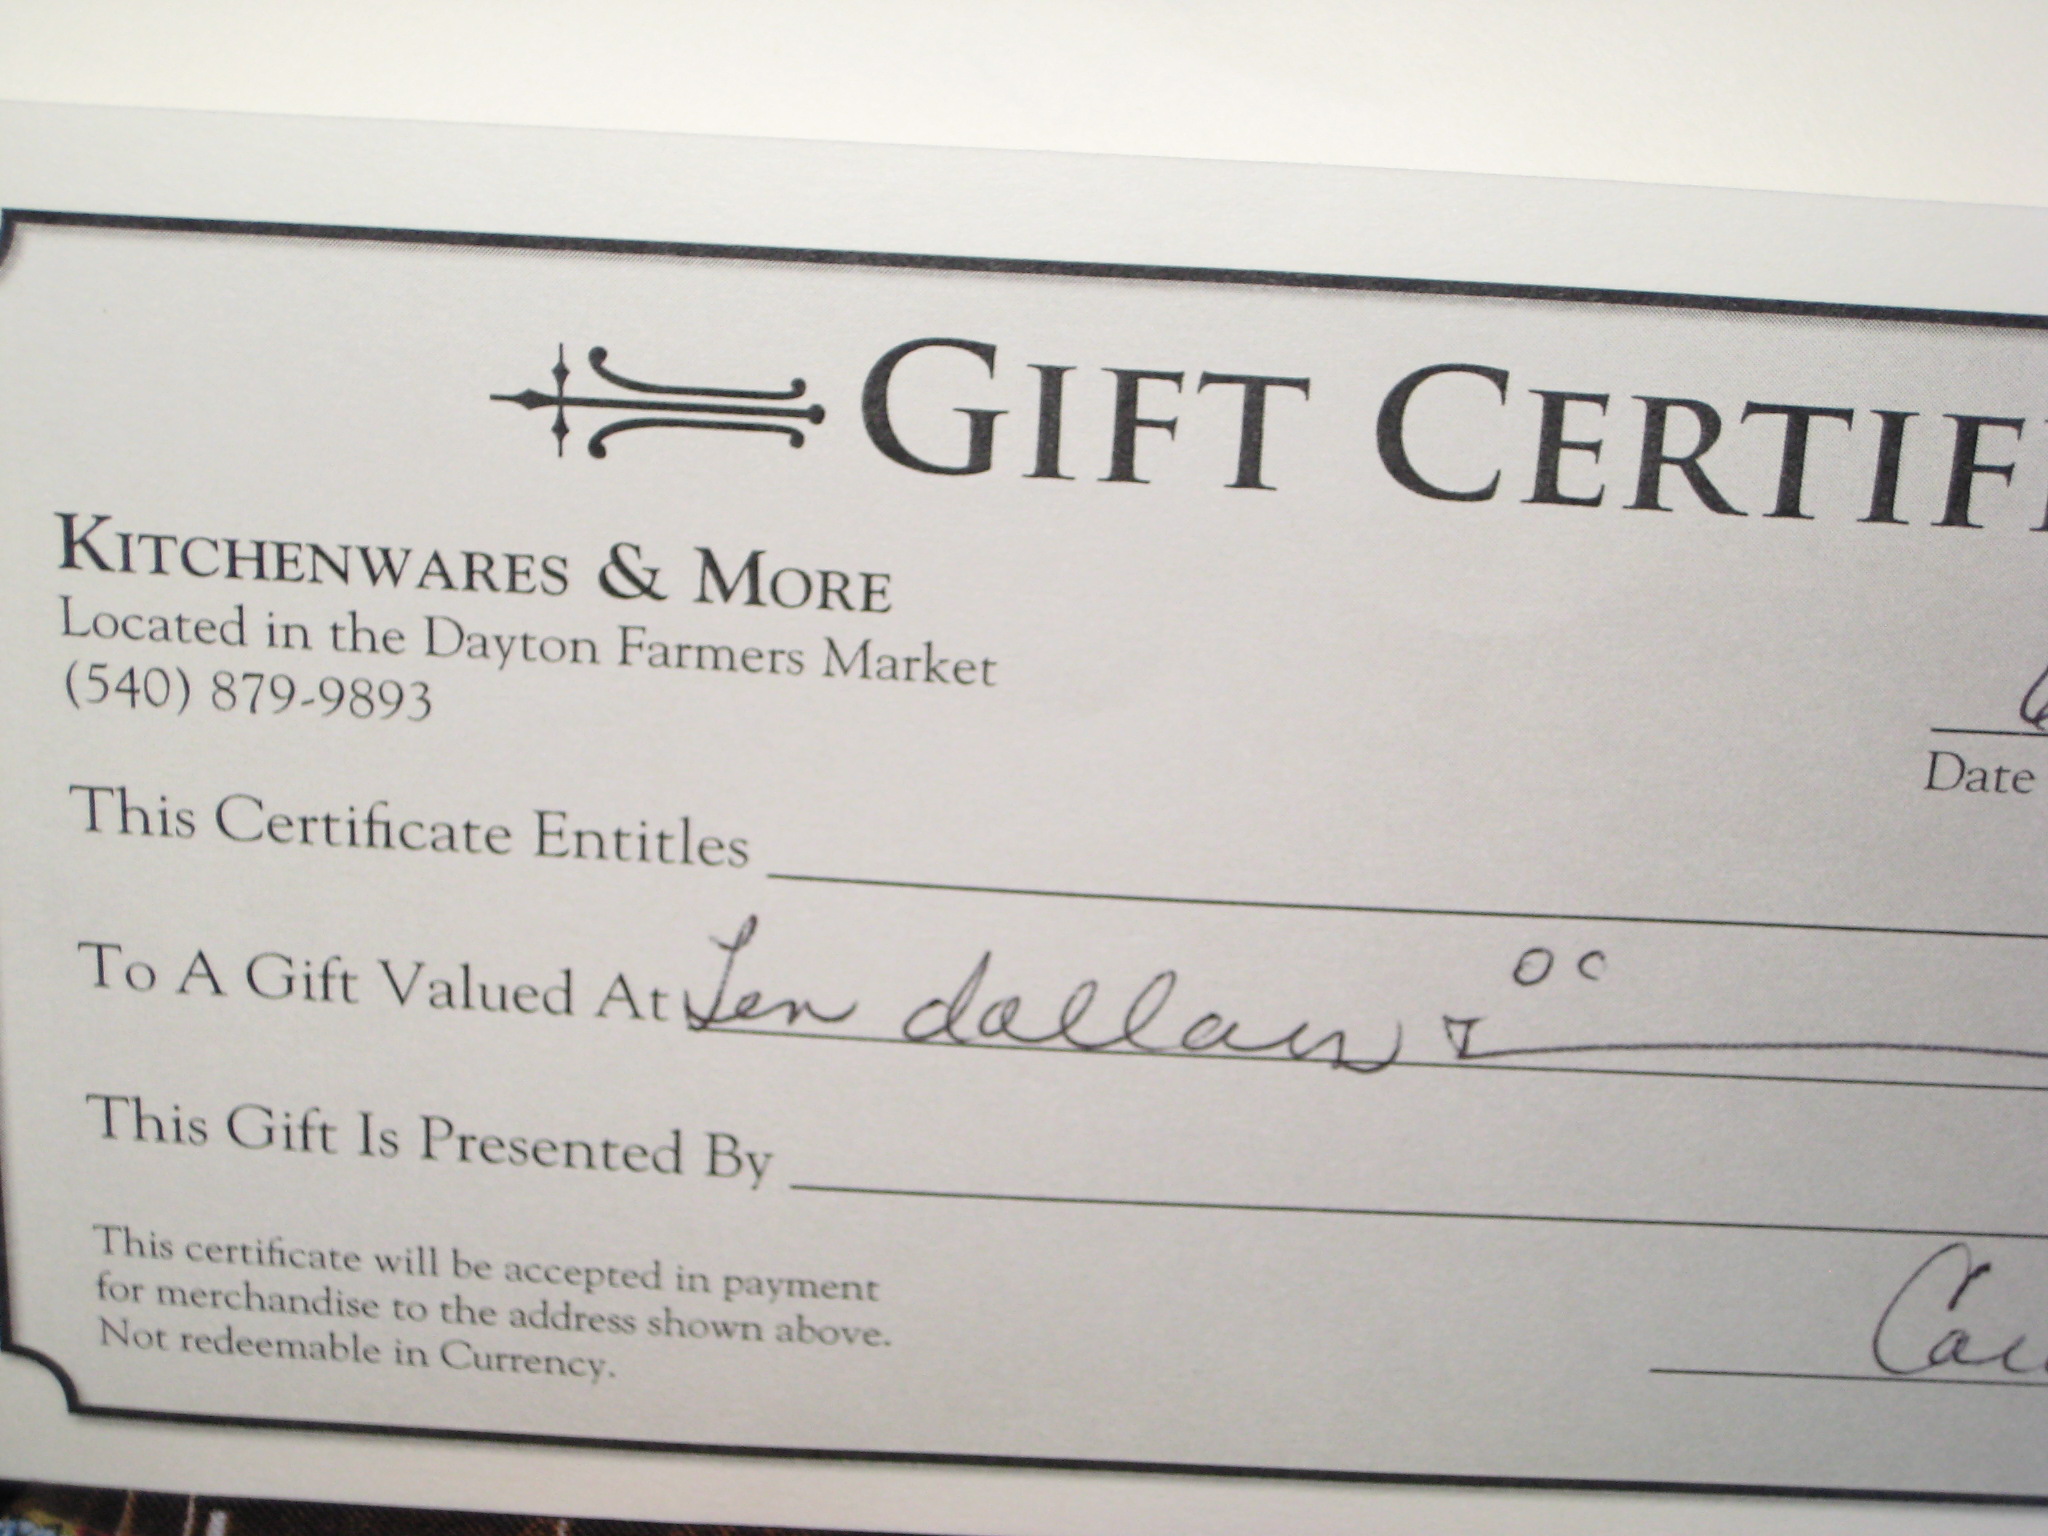 GIFT CERTIF
KITCHENWARES & MORE
Located in the Dayton Farmers Market
(540) 879-9893
Date
This Certificate Entitles
To A Gift Valued At Ten dollars & 00
This Gift Is Presented By
This certificate will be accepted in payment
for merchandise to the address shown above.
Not redeemable in Currency.